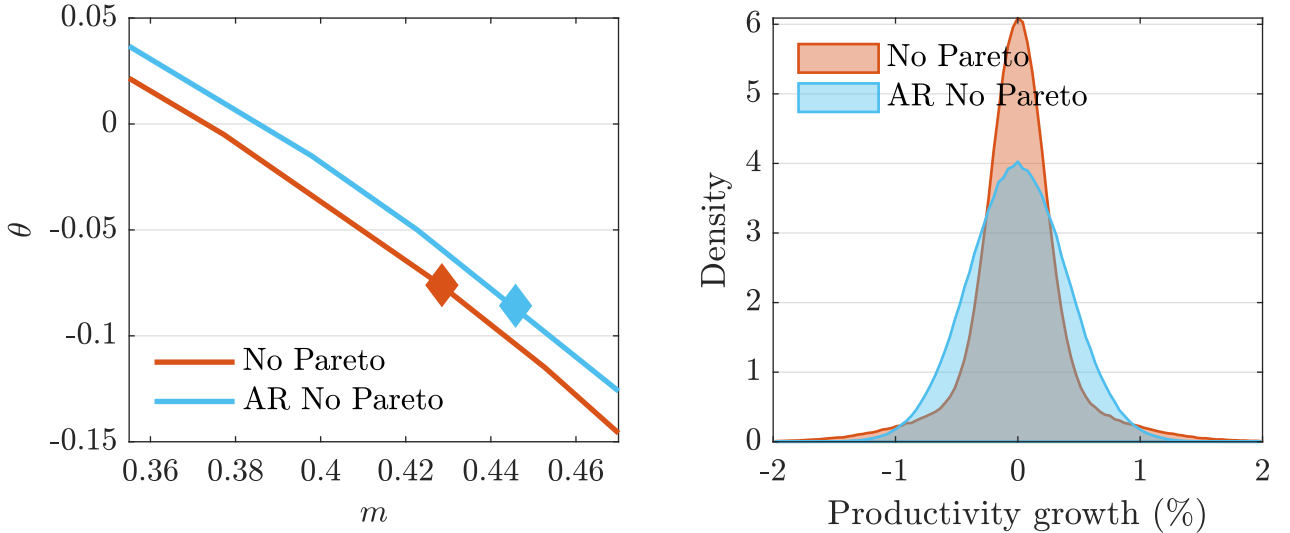 0.05
0
-0.05
-0.1
-0.15
θ
No Pareto
AR No Pareto
0.36 0.38 0.4 0.42 0.44 0.46
m
6
5
4
3
2
1
0
Density
No Pareto
AR No Pareto
-2 -1 0 1 2
Productivity growth (%)